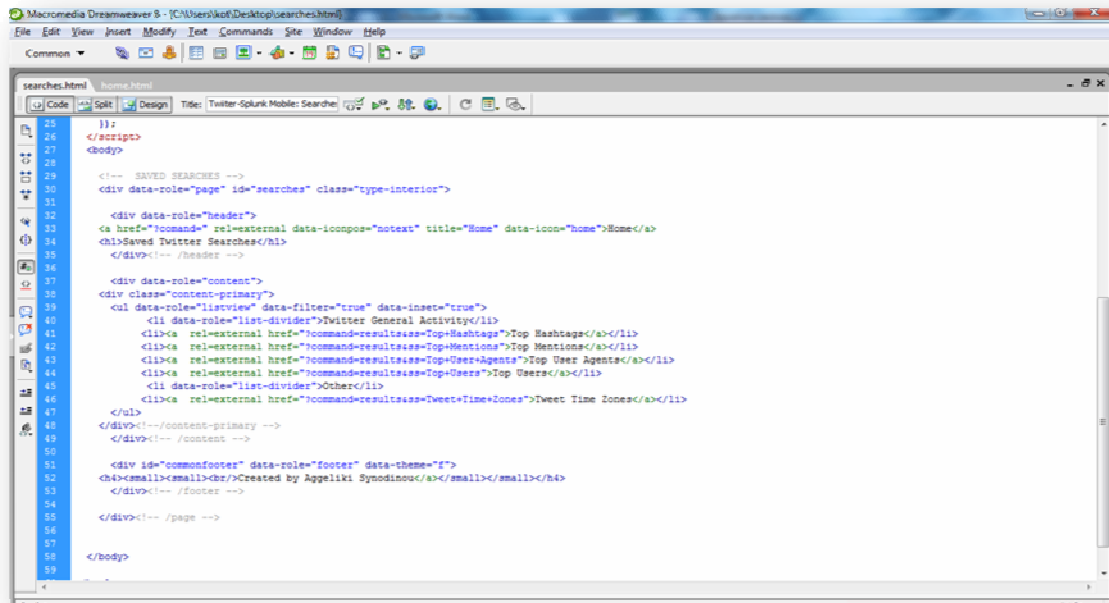 Macromedia Dreamweaver 8 - [C:\Users\kot\Desktop\searches.html]
File Edit View Insert Modify Text Commands Site Window Help
Common
searches.html home.html
Code Split Design Title: Twitter-Splunk Mobile: Searche
25 });
26 </script>
27 <body>
28
29 <!-- SAVED SEARCHES -->
30 <div data-role="page" id="searches" class="type-interior">
31
32 <div data-role="header">
33 <a href="?comand=" rel=external data-iconpos="notext" title="Home" data-icon="home">Home</a>
34 <h1>Saved Twitter Searches</h1>
35 </div><!-- /header -->
36
37 <div data-role="content">
38 <div class="content-primary">
39 <ul data-role="listview" data-filter="true" data-inset="true">
40 <li data-role="list-divider">Twitter General Activity</li>
41 <li><a rel=external href="?command=results&ss=Top+Hashtags">Top Hashtags</a></li>
42 <li><a rel=external href="?command=results&ss=Top+Mentions">Top Mentions</a></li>
43 <li><a rel=external href="?command=results&ss=Top+User+Agents">Top User Agents</a></li>
44 <li><a rel=external href="?command=results&ss=Top+Users">Top Users</a></li>
45 <li data-role="list-divider">Other</li>
46 <li><a rel=external href="?command=results&ss=Tweet+Time+Zones">Tweet Time Zones</a></li>
47 </ul>
48 </div><!--/content-primary -->
49 </div><!-- /content -->
50
51 <div id="commonfooter" data-role="footer" data-theme="f">
52 <h4><small><small><br/>Created by Aggeliki Synodinou</a></small></small></h4>
53 </div><!-- /footer -->
54
55 </div><!-- /page -->
56
57
58 </body>
59